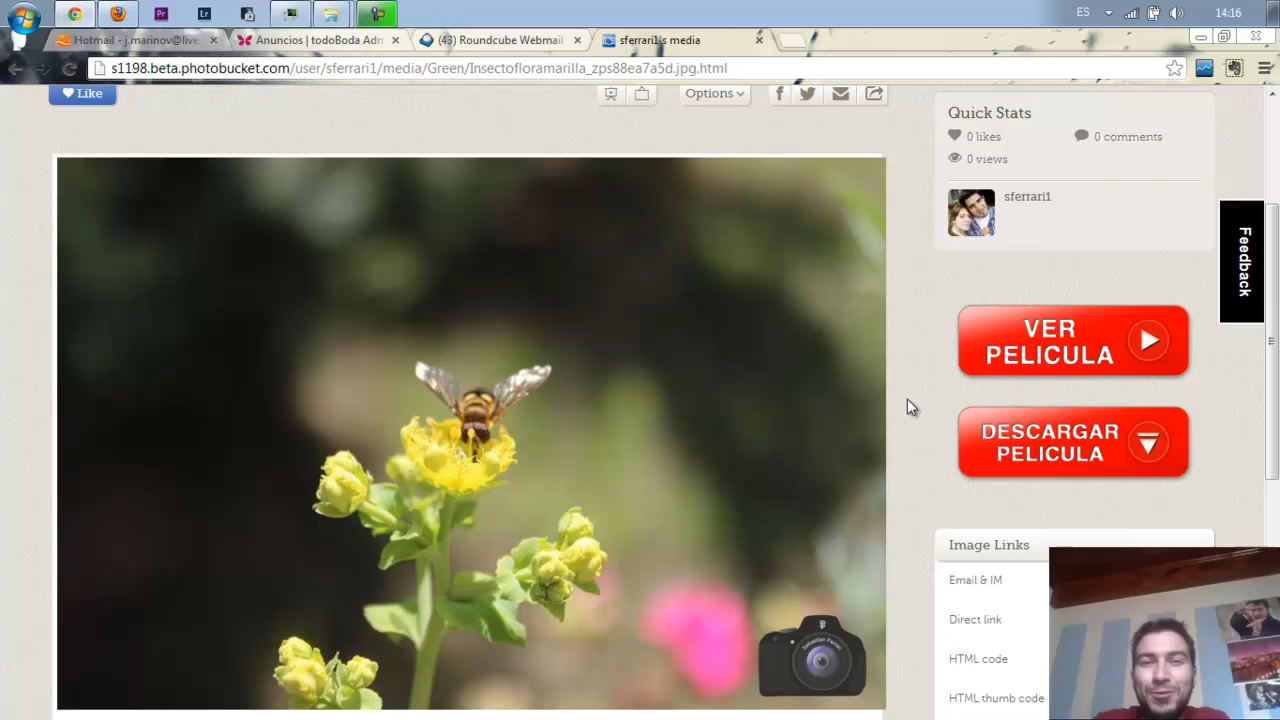 ES
14:16
Hotmail - j.marinov@live
Anuncios | todoBoda Adm
(43) Roundcube Webmail
sferrari1's media
s1198.beta.photobucket.com/user/sferrari1/media/Green/Insectofloramarilla_zps88ea7a5d.jpg.html
Like
Options
Quick Stats
0 likes
0 comments
0 views
sferrari1
Feedback
VER
PELICULA
DESCARGAR
PELICULA
Image Links
Email & IM
Direct link
HTML code
HTML thumb code